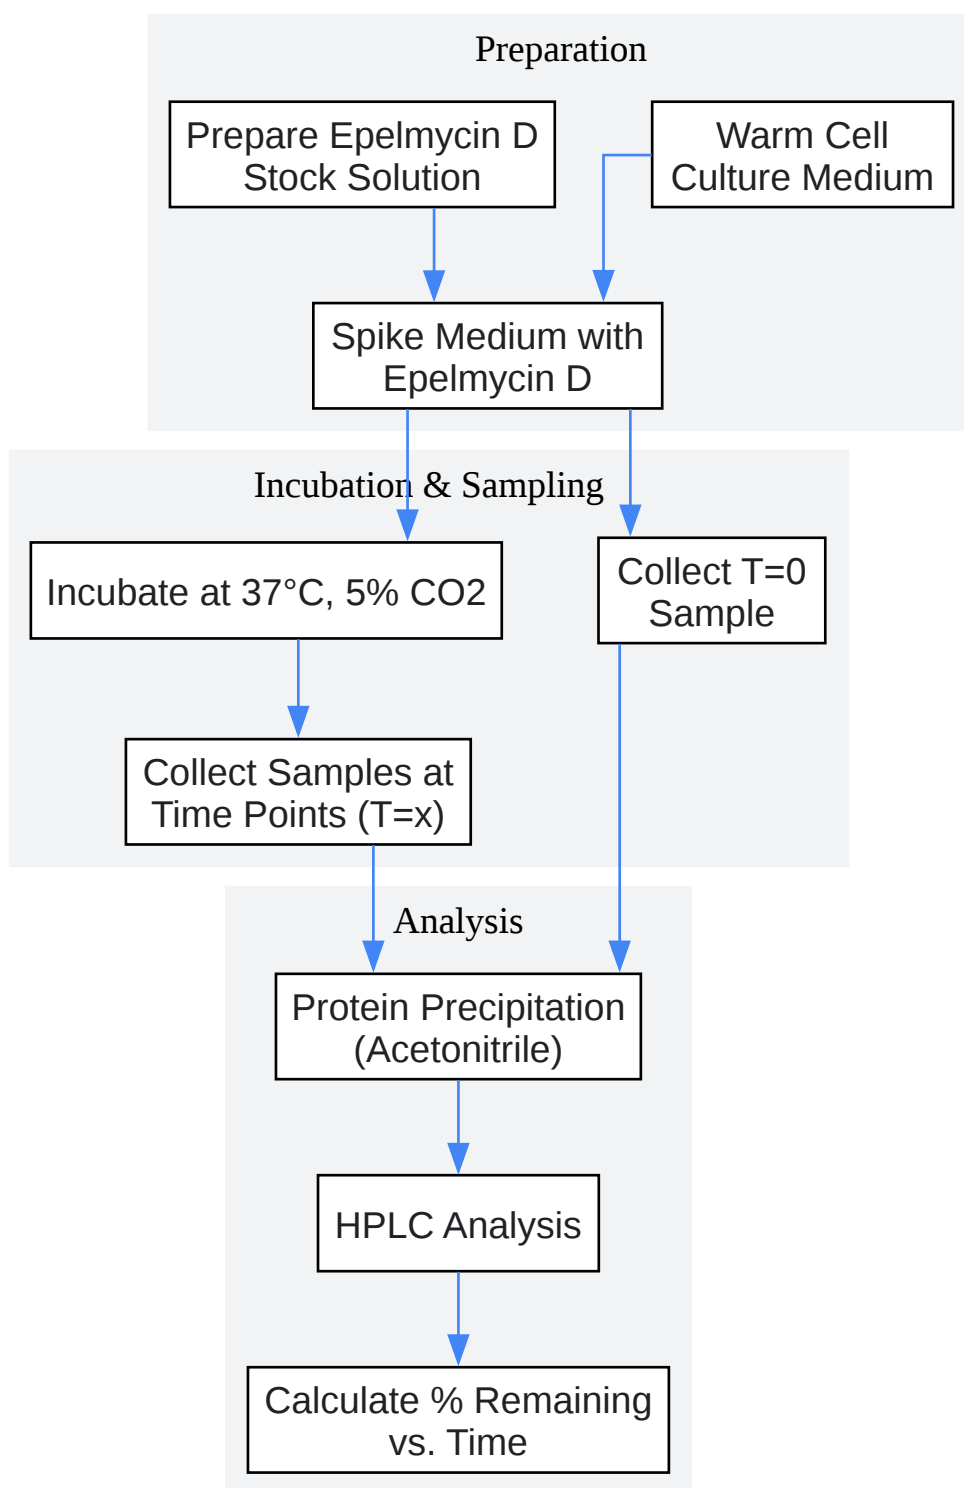 Preparation
Prepare Epelmycin D
Stock Solution
Warm Cell
Culture Medium
Spike Medium with
Epelmycin D
Incubation & Sampling
Incubate at 37°C, 5% CO2
Collect T=0
Sample
Collect Samples at
Time Points (T=x)
Analysis
Protein Precipitation
(Acetonitrile)
HPLC Analysis
Calculate % Remaining
vs. Time